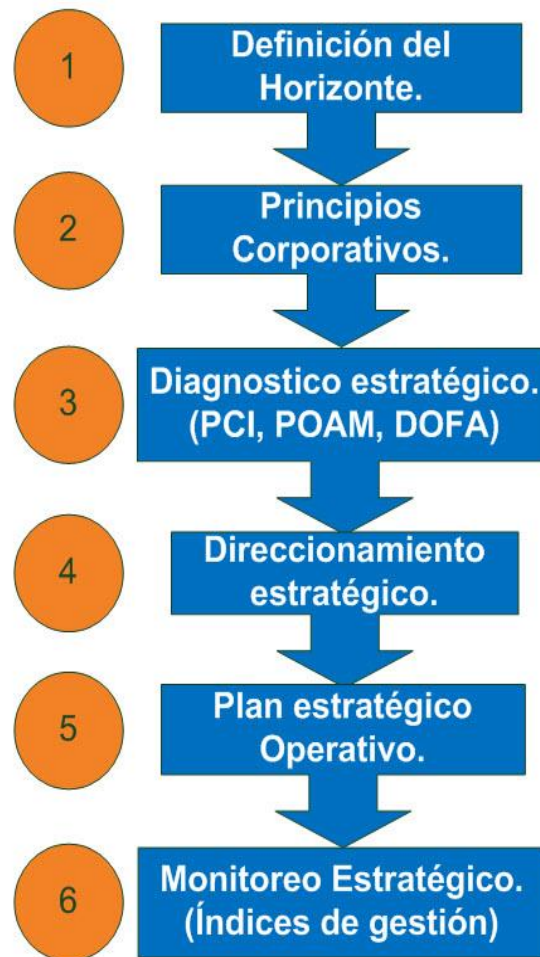 1
Definición del
Horizonte.
2
Principios
Corporativos.
3
Diagnostico estratégico.
(PCI, POAM, DOFA)
4
Direccionamiento
estratégico.
5
Plan estratégico
Operativo.
6
Monitoreo Estratégico.
(Índices de gestión)